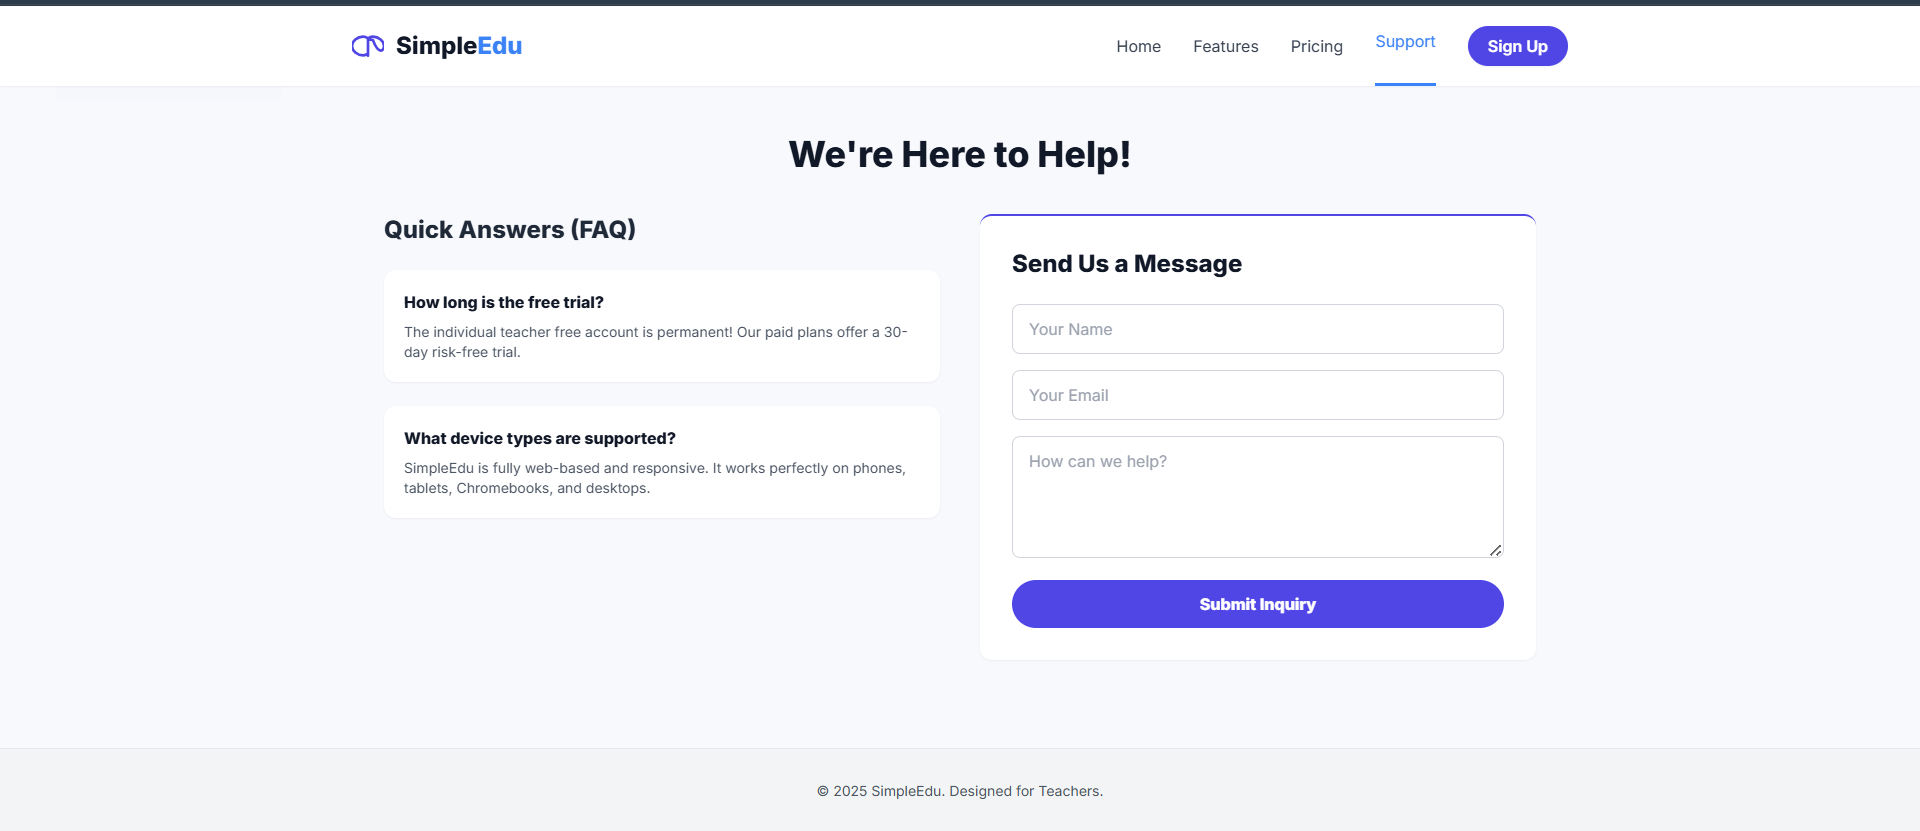 SimpleEdu
Home
Features
Pricing
Support
Sign Up
We're Here to Help!
Quick Answers (FAQ)
How long is the free trial?
The individual teacher free account is permanent! Our paid plans offer a 30-
day risk-free trial.
What device types are supported?
SimpleEdu is fully web-based and responsive. It works perfectly on phones,
tablets, Chromebooks, and desktops.
Send Us a Message
Your Name
Your Email
How can we help?
Submit Inquiry
© 2025 SimpleEdu. Designed for Teachers.